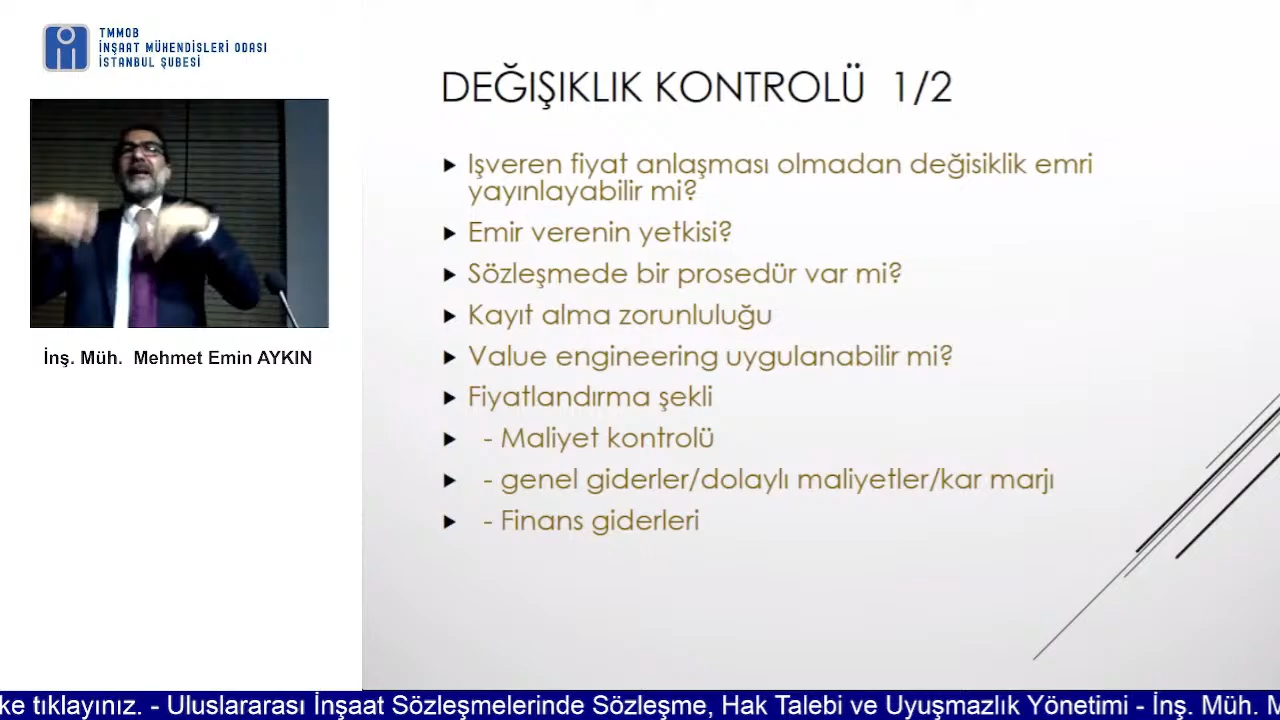 TMMOB
İNŞAAT MÜHENDİSLERİ ODASI
İSTANBUL ŞUBESİ
İnş. Müh.  Mehmet Emin AYKIN
DEĞIŞIKLIK KONTROLÜ 1/2
Işveren fiyat anlaşması olmadan değisiklik emri
yayınlayabilir mi?
Emir verenin yetkisi?
Sözleşmede bir prosedür var mi?
Kayıt alma zorunluluğu
Value engineering uygulanabilir mi?
Fiyatlandırma şekli
- Maliyet kontrolü
- genel giderler/dolaylı maliyetler/kar marjı
- Finans giderleri
ke tıklayınız. - Uluslararası İnşaat Sözleşmelerinde Sözleşme, Hak Talebi ve Uyuşmazlık Yönetimi - İnş. Müh. M